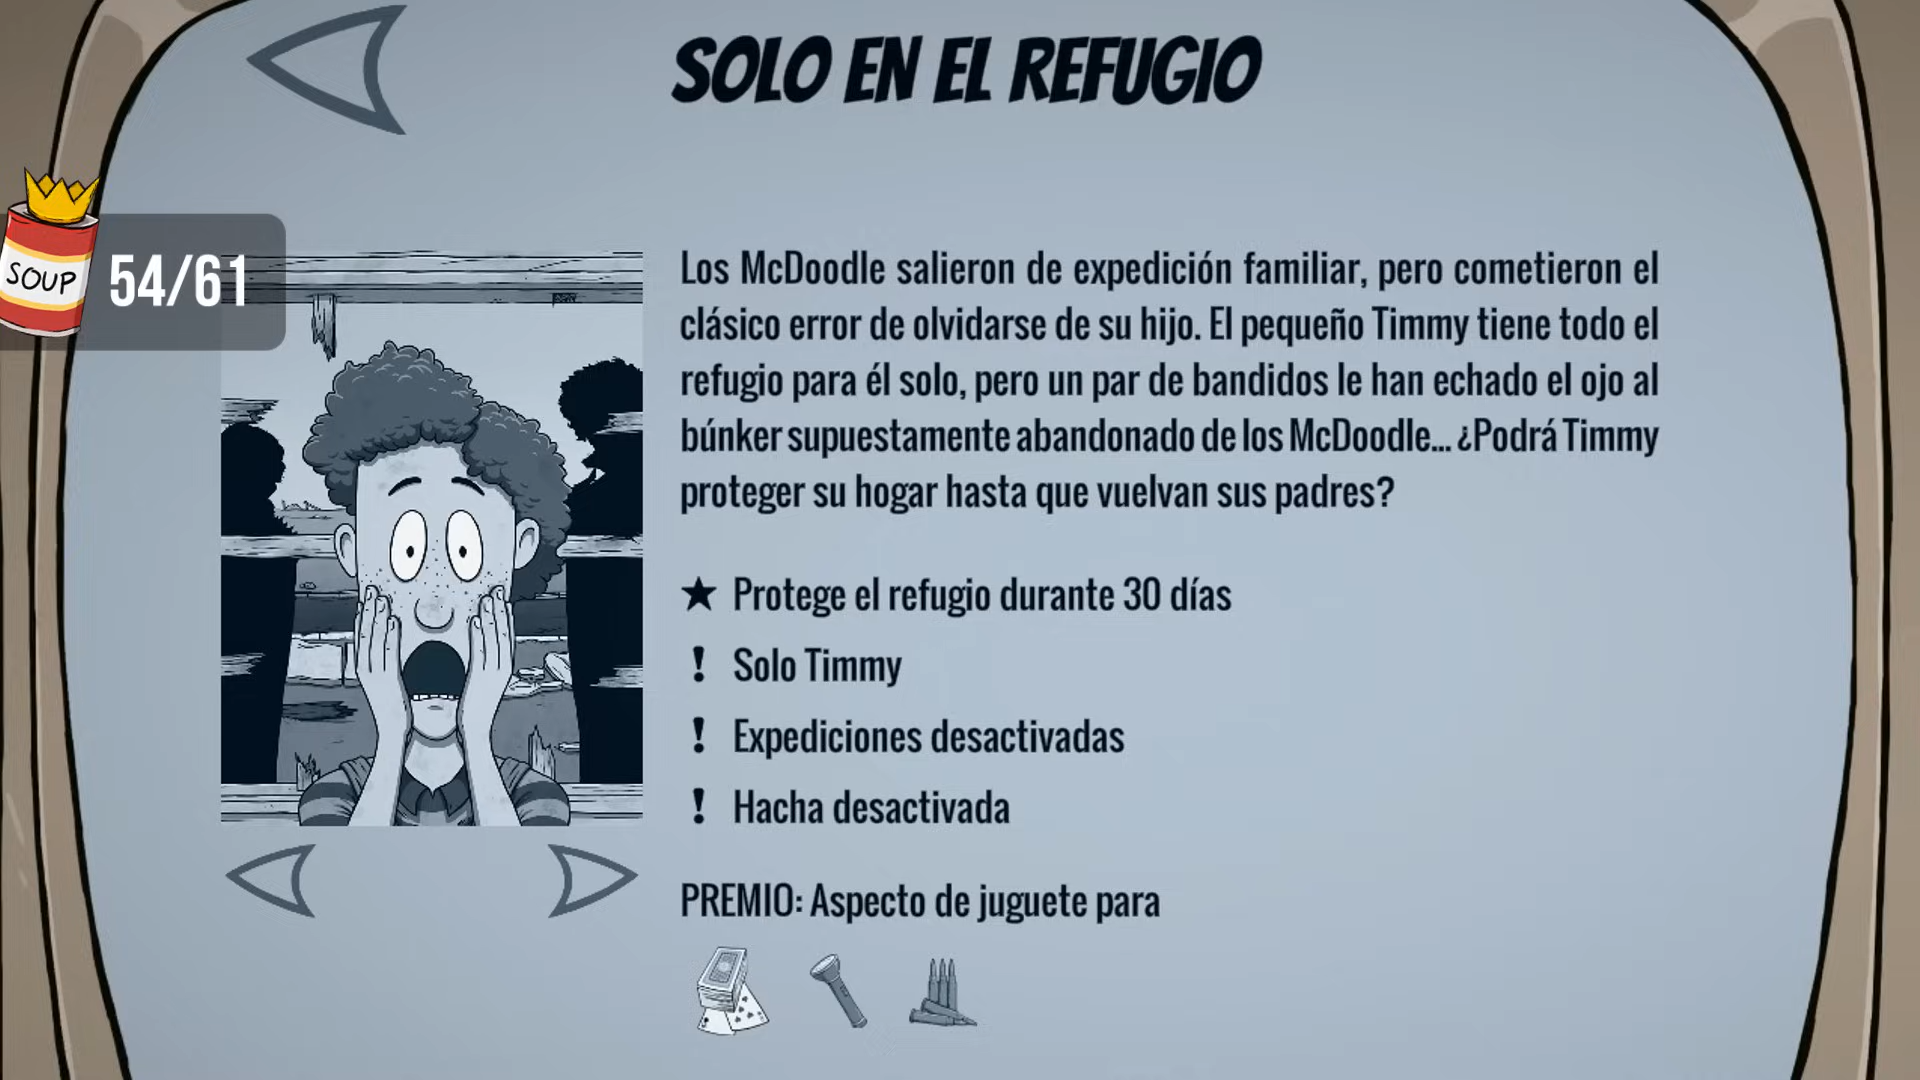 SOLO EN EL REFUGIO
SOUP
54/61
Los McDoodle salieron de expedición familiar, pero cometieron el
clásico error de olvidarse de su hijo. El pequeño Timmy tiene todo el
refugio para él solo, pero un par de bandidos le han echado el ojo al
búnker supuestamente abandonado de los McDoodle... ¿Podrá Timmy
proteger su hogar hasta que vuelvan sus padres?
★ Protege el refugio durante 30 días
! Solo Timmy
! Expediciones desactivadas
! Hacha desactivada
PREMIO: Aspecto de juguete para